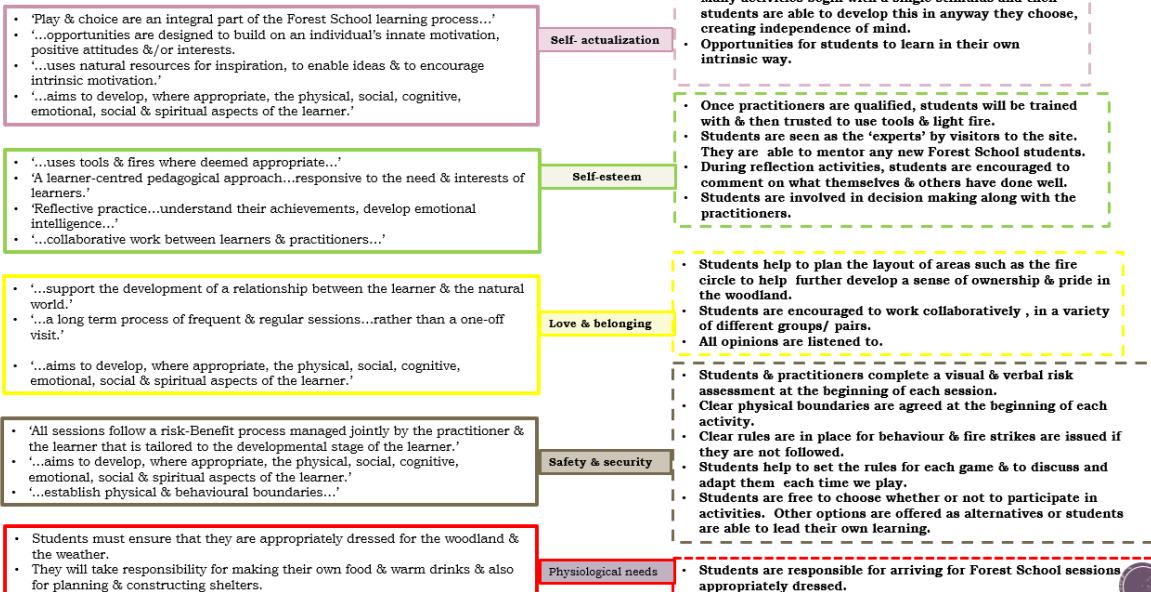 • ‘Play & choice are an integral part of the Forest School learning process…’
• ‘…opportunities are designed to build on an individual’s innate motivation,
positive attitudes &/or interests.
• ‘…uses natural resources for inspiration, to enable ideas & to encourage
intrinsic motivation.’
• ‘…aims to develop, where appropriate, the physical, social, cognitive,
emotional, social & spiritual aspects of the learner.’
Self- actualization
many activities begin with a single stimulus and then
students are able to develop this in anyway they choose,
creating independence of mind.
• Opportunities for students to learn in their own
intrinsic way.
• ‘…uses tools & fires where deemed appropriate…’
• ‘A learner-centred pedagogical approach…responsive to the need & interests of
learners.’
• ‘Reflective practice…understand their achievements, develop emotional
intelligence…’
• ‘…collaborative work between learners & practitioners…’
Self-esteem
• Once practitioners are qualified, students will be trained
with & then trusted to use tools & light fire.
• Students are seen as the ‘experts’ by visitors to the site.
They are  able to mentor any new Forest School students.
• During reflection activities, students are encouraged to
comment on what themselves & others have done well.
• Students are involved in decision making along with the
practitioners.
• ‘…support the development of a relationship between the learner & the natural
world.’
• ‘…a long term process of frequent & regular sessions…rather than a one-off
visit.’
• ‘…aims to develop, where appropriate, the physical, social, cognitive,
emotional, social & spiritual aspects of the learner.’
Love & belonging
• Students help to plan the layout of areas such as the fire
circle to help  further develop a sense of ownership & pride in
the woodland.
• Students are encouraged to work collaboratively , in a variety
of different groups/ pairs.
• All opinions are listened to.
• ‘All sessions follow a risk-Benefit process managed jointly by the practitioner &
the learner that is tailored to the developmental stage of the learner.’
• ‘…aims to develop, where appropriate, the physical, social, cognitive,
emotional, social & spiritual aspects of the learner.’
• ‘…establish physical & behavioural boundaries…’
Safety & security
• Students & practitioners complete a visual & verbal risk
assessment at the beginning of each session.
• Clear physical boundaries are agreed at the beginning of each
activity.
• Clear rules are in place for behaviour & fire strikes are issued if
they are not followed.
• Students help to set the rules for each game & to discuss and
adapt them  each time we play.
• Students are free to choose whether or not to participate in
activities.  Other options are offered as alternatives or students
are able to lead their own learning.
• Students must ensure that they are appropriately dressed for the woodland &
the weather.
• They will take responsibility for making their own food & warm drinks & also
for planning & constructing shelters.
Physiological needs
• Students are responsible for arriving for Forest School sessions
appropriately dressed.